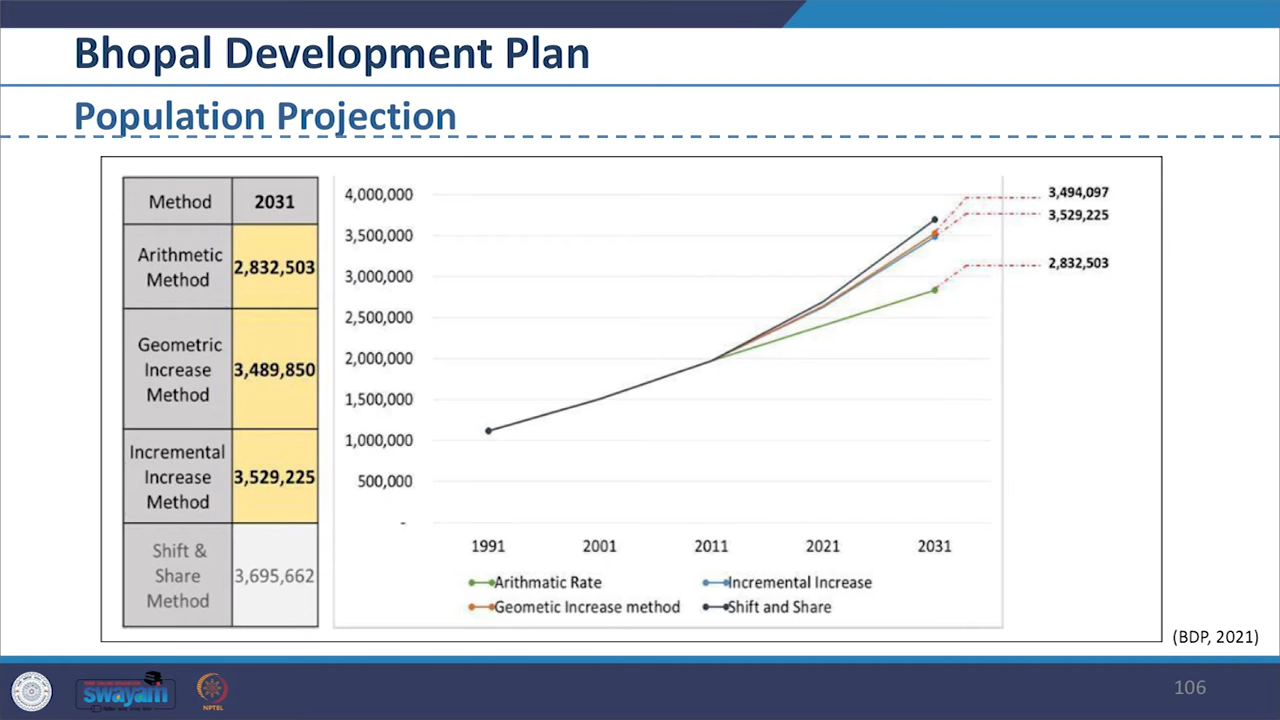 Bhopal Development Plan
Population Projection
Method 2031
Arithmetic
Method
2,832,503
Geometric
Increase
Method
3,489,850
Incremental
Increase
Method
3,529,225
Shift &
Share
Method
3,695,662
4,000,000
3,500,000
3,000,000
2,500,000
2,000,000
1,500,000
1,000,000
500,000
-
3,494,097
3,529,225
2,832,503
1991 2001 2011 2021 2031
Arithmatic Rate
Incremental Increase
Geometic Increase method
Shift and Share
(BDP, 2021)
swayam
NPTEL
106